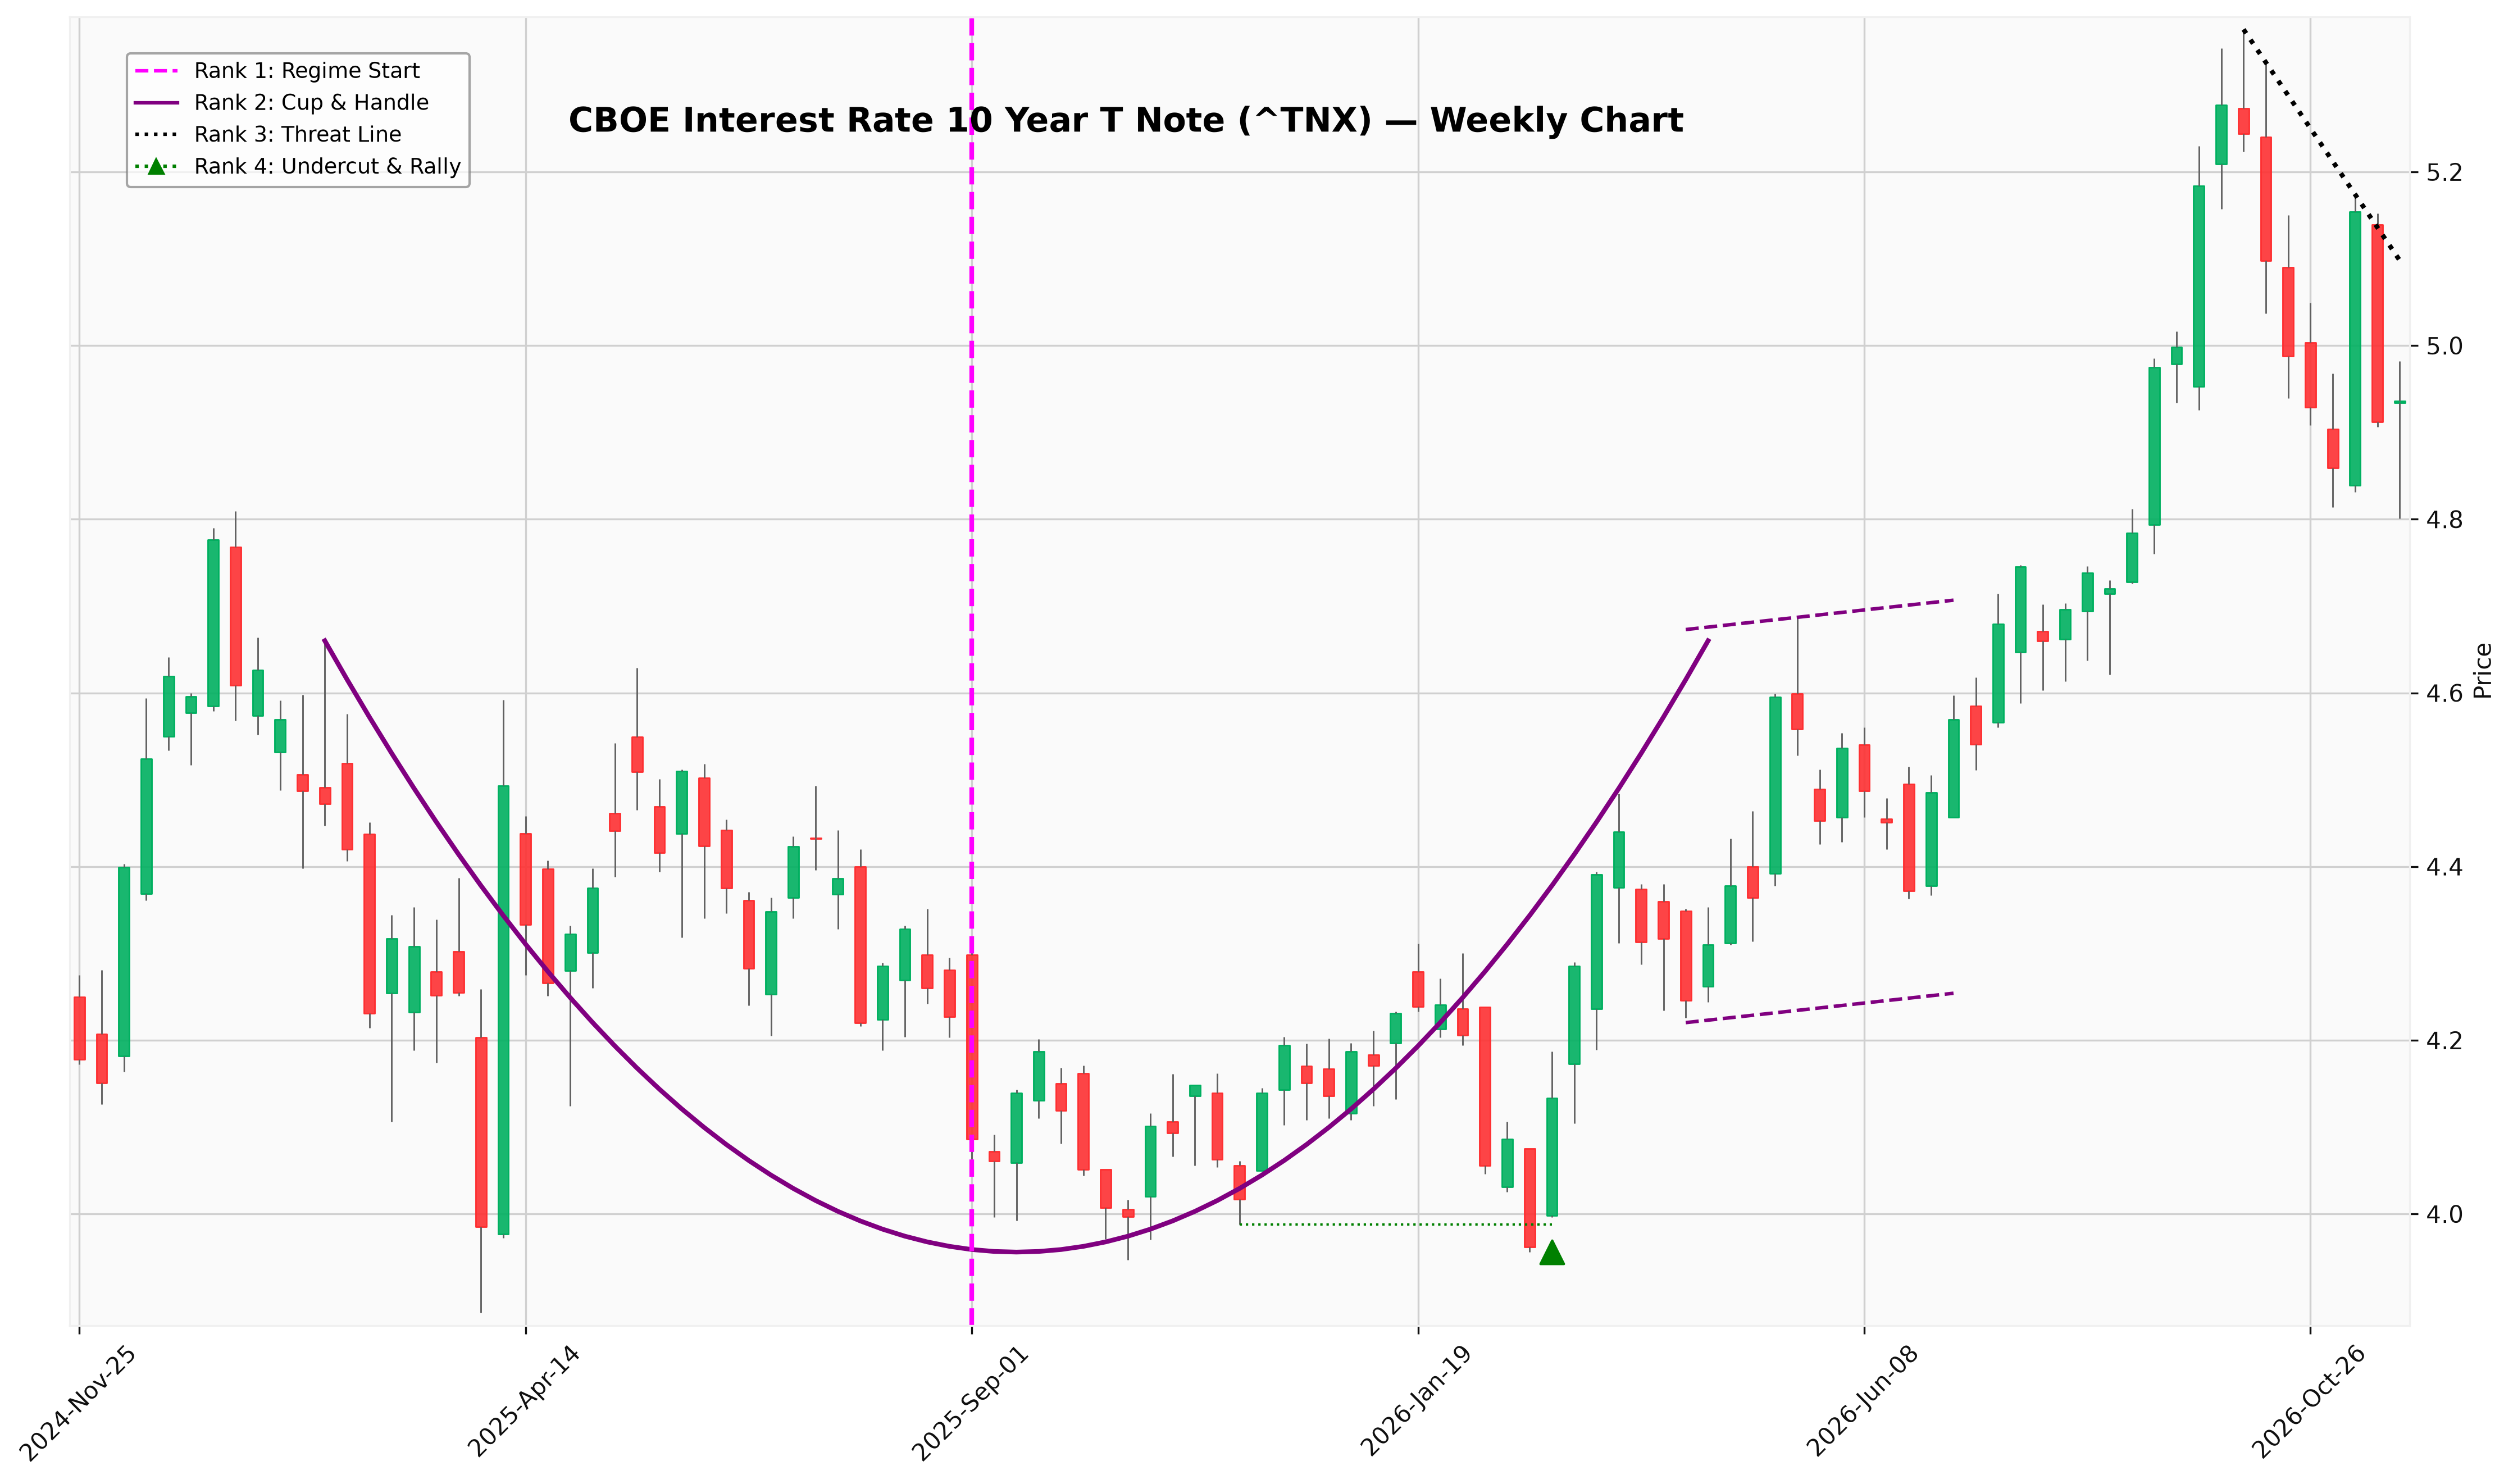 CBOE Interest Rate 10 Year T Note (^TNX) — Weekly Chart
Rank 1: Regime Start
Rank 2: Cup & Handle
Rank 3: Threat Line
Rank 4: Undercut & Rally
5.2
5.0
4.8
4.6
4.4
4.2
4.0
Price
2024-Nov-25
2025-Apr-14
2025-Sep-01
2026-Jan-19
2026-Jun-08
2026-Oct-26